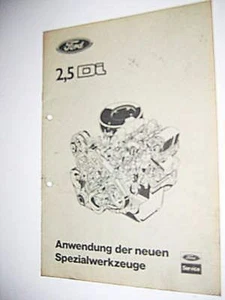 Ford
2,5 Di
Anwendung der neuen
Spezialwerkzeuge
Ford
Service